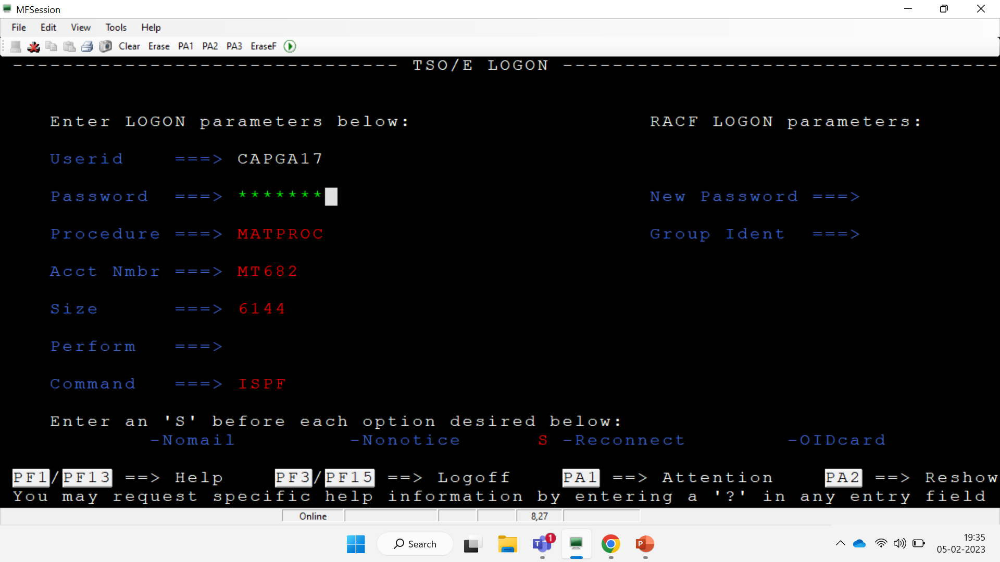 MFSession
File Edit View Tools Help
Clear Erase PA1 PA2 PA3 EraseF
------------------------------- TSO/E LOGON -----------------------------------
Enter LOGON parameters below: RACF LOGON parameters:
Userid ===> CAPGA17
Password ===> ******* New Password ===>
Procedure ===> MATPROC Group Ident ===>
Acct Nmbr ===> MT682
Size ===> 6144
Perform ===>
Command ===> ISPF
Enter an 'S' before each option desired below:
-Nomail -Nonotice S -Reconnect -OIDcard
PF1/PF13 ==> Help PF3/PF15 ==> Logoff PA1 ==> Attention PA2 ==> Reshow
You may request specific help information by entering a '?' in any entry field
Online 8,27
Search T 1 P 19:35
05-02-2023